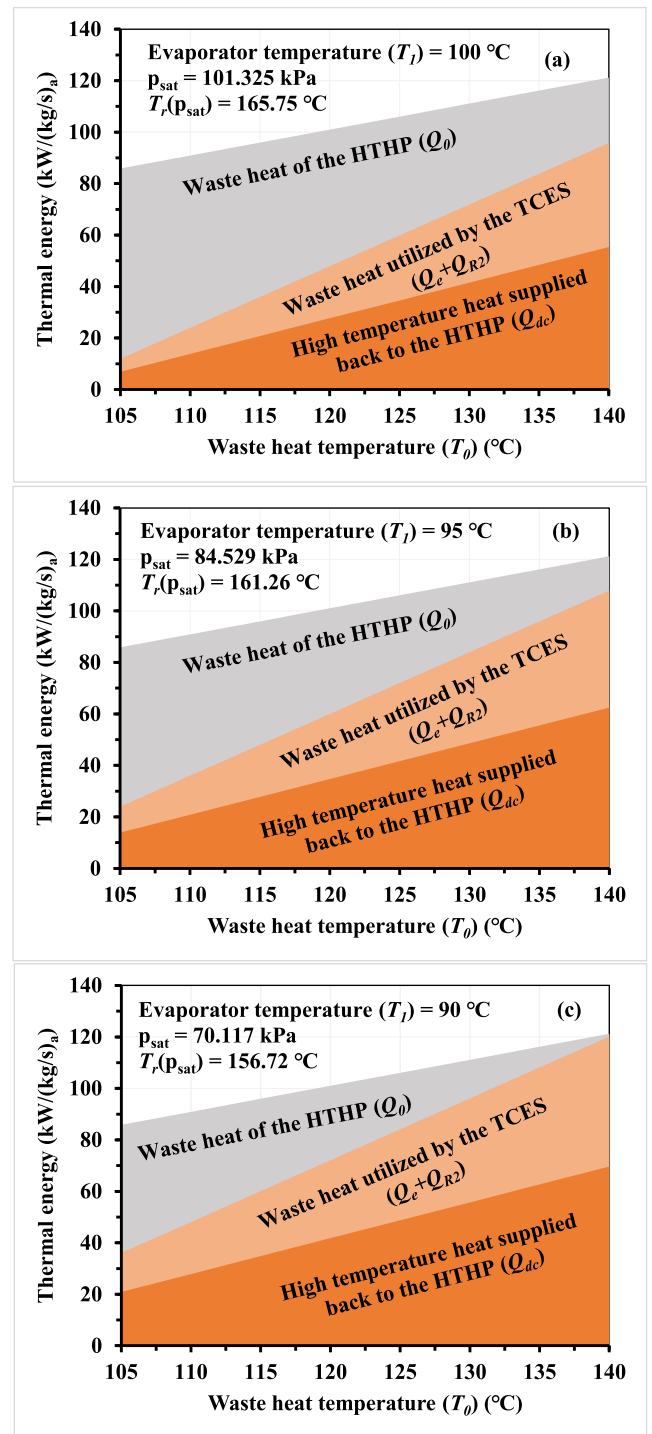 Evaporator temperature (T1) = 100 °C
(a)
psat = 101.325 kPa
Tr(psat) = 165.75 °C
Thermal energy (kW/(kg/s)a)
140
120
100
80
60
40
20
0
Waste heat of the HTHP (Q0)
Waste heat utilized by the TCES
(Qe+QR2)
High temperature heat supplied
back to the HTHP (Qdc)
105 110 115 120 125 130 135 140
Waste heat temperature (T0) (°C)
Evaporator temperature (T1) = 95 °C
(b)
psat = 84.529 kPa
Tr(psat) = 161.26 °C
Thermal energy (kW/(kg/s)a)
140
120
100
80
60
40
20
0
Waste heat of the HTHP (Q0)
Waste heat utilized by the TCES
(Qe+QR2)
High temperature heat supplied
back to the HTHP (Qdc)
105 110 115 120 125 130 135 140
Waste heat temperature (T0) (°C)
Evaporator temperature (T1) = 90 °C
(c)
psat = 70.117 kPa
Tr(psat) = 156.72 °C
Thermal energy (kW/(kg/s)a)
140
120
100
80
60
40
20
0
Waste heat of the HTHP (Q0)
Waste heat utilized by the TCES
(Qe+QR2)
High temperature heat supplied
back to the HTHP (Qdc)
105 110 115 120 125 130 135 140
Waste heat temperature (T0) (°C)